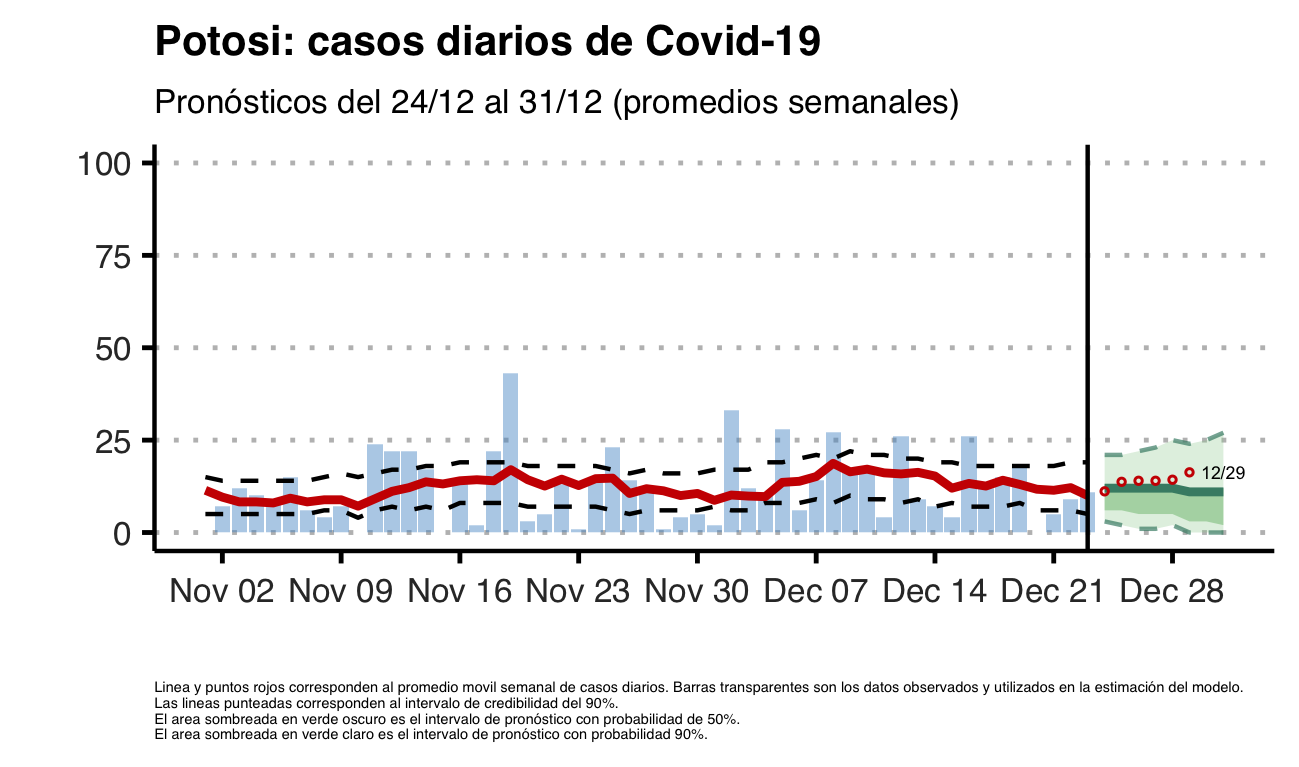 Potosi: casos diarios de Covid-19
Pronósticos del 24/12 al 31/12 (promedios semanales)
100
75
50
25
0
12/29
Nov 02 Nov 09 Nov 16 Nov 23 Nov 30 Dec 07 Dec 14 Dec 21 Dec 28
Linea y puntos rojos corresponden al promedio movil semanal de casos diarios. Barras transparentes son los datos observados y utilizados en la estimación del modelo.
Las lineas punteadas corresponden al intervalo de credibilidad del 90%.
El area sombreada en verde oscuro es el intervalo de pronóstico con probabilidad de 50%.
El area sombreada en verde claro es el intervalo de pronóstico con probabilidad 90%.